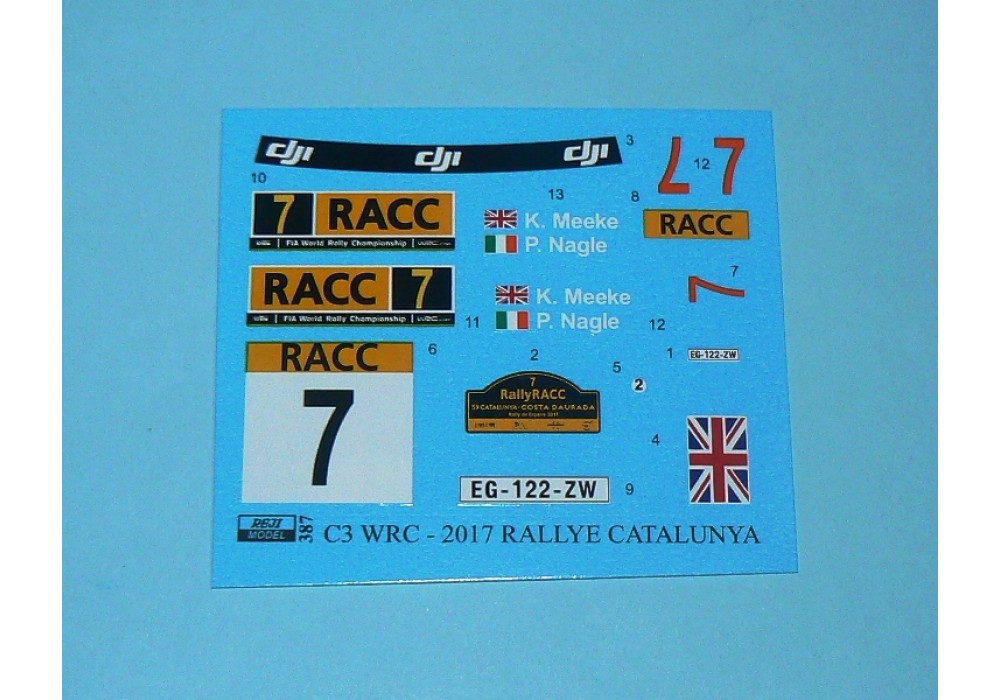 dji dji dji
3
7 7
12
10
13
8
7 RACC
FIA World Rally Championship
K. Meeke
P. Nagle
RACC
RACC 7
FIA World Rally Championship
K. Meeke
P. Nagle
7
7
11
12
6
2
1
EG-122-ZW
RACC
7
7
RallyRACC
53 CATALUNYA-COSTA DAURADA
5
2
4
EG-122-ZW
9
REJI
MODEL
387
C3 WRC - 2017 RALLYE CATALUNYA